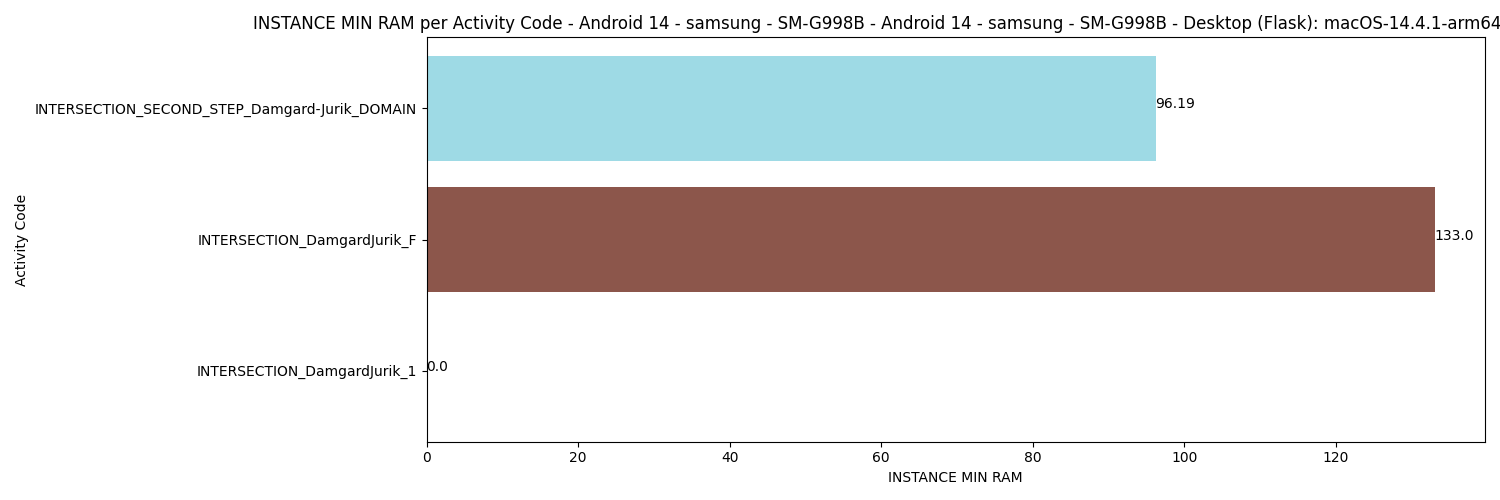 INSTANCE MIN RAM per Activity Code - Android 14 - samsung - SM-G998B - Android 14 - samsung - SM-G998B - Desktop (Flask): macOS-14.4.1-arm64
INTERSECTION_SECOND_STEP_Damgard-Jurik_DOMAIN
96.19
Activity Code
INTERSECTION_DamgardJurik_F
133.0
INTERSECTION_DamgardJurik_1
0.0
0 20 40 60 80 100 120
INSTANCE MIN RAM